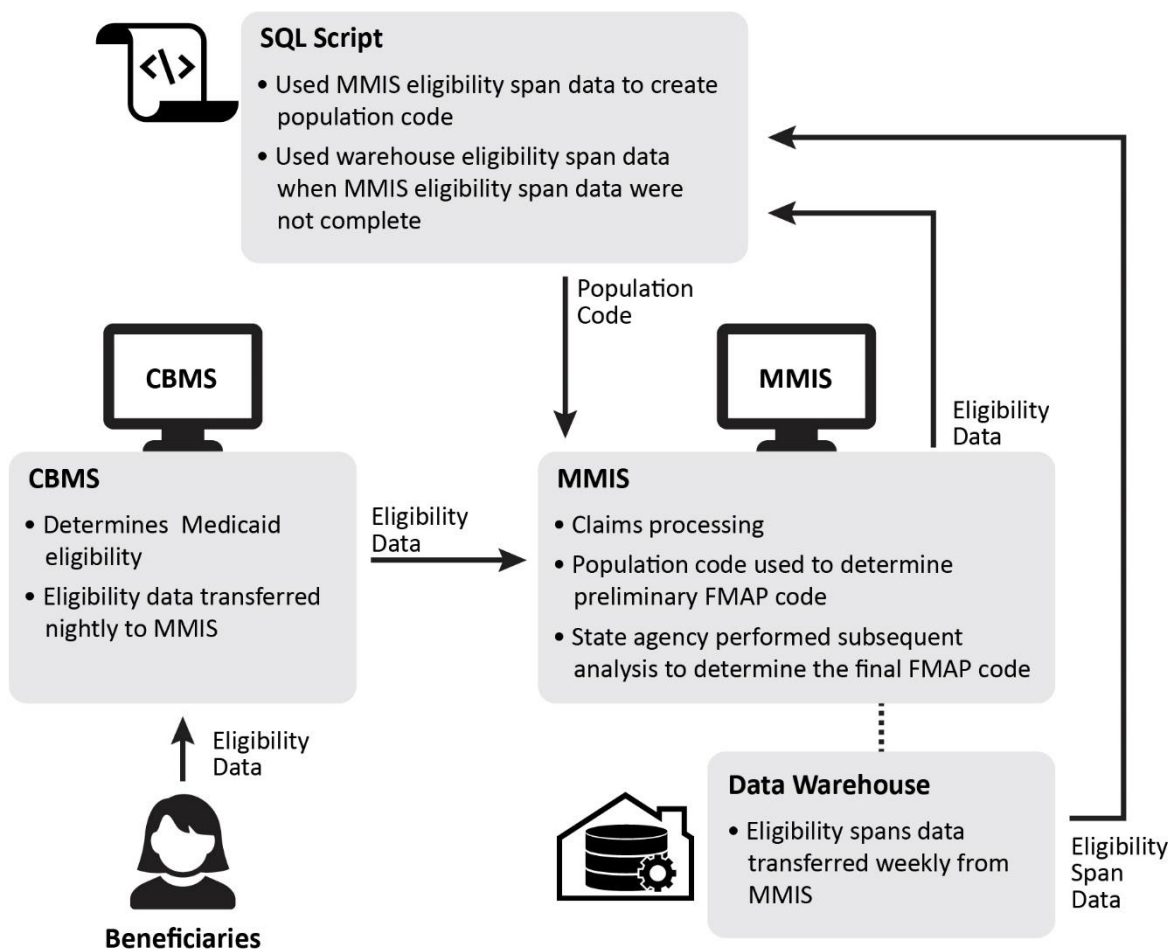 SQL Script
• Used MMIS eligibility span data to create
population code
• Used warehouse eligibility span data
when MMIS eligibility span data were
not complete
</>
Population
Code
CBMS
MMIS
Eligibility
Data
CBMS
• Determines Medicaid
eligibility
• Eligibility data transferred
nightly to MMIS
Eligibility
Data
MMIS
• Claims processing
• Population code used to determine
preliminary FMAP code
• State agency performed subsequent
analysis to determine the final FMAP code
Eligibility
Data
Beneficiaries
Data Warehouse
• Eligibility spans data
transferred weekly from
MMIS
Eligibility
Span
Data